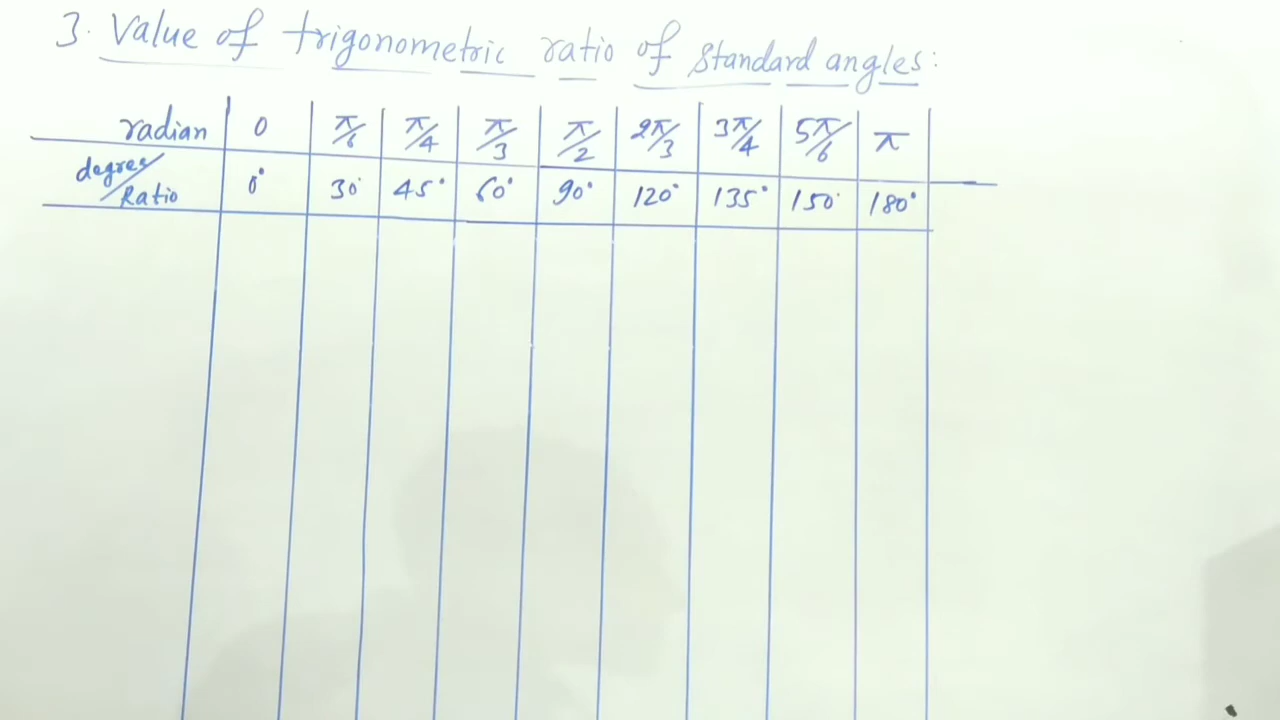 3. Value of trigonometric ratio of standard angles:
radian 0 π/6 π/4 π/3 π/2 2π/3 3π/4 5π/6 π
degree/Ratio 0° 30° 45° 60° 90° 120° 135° 150° 180°